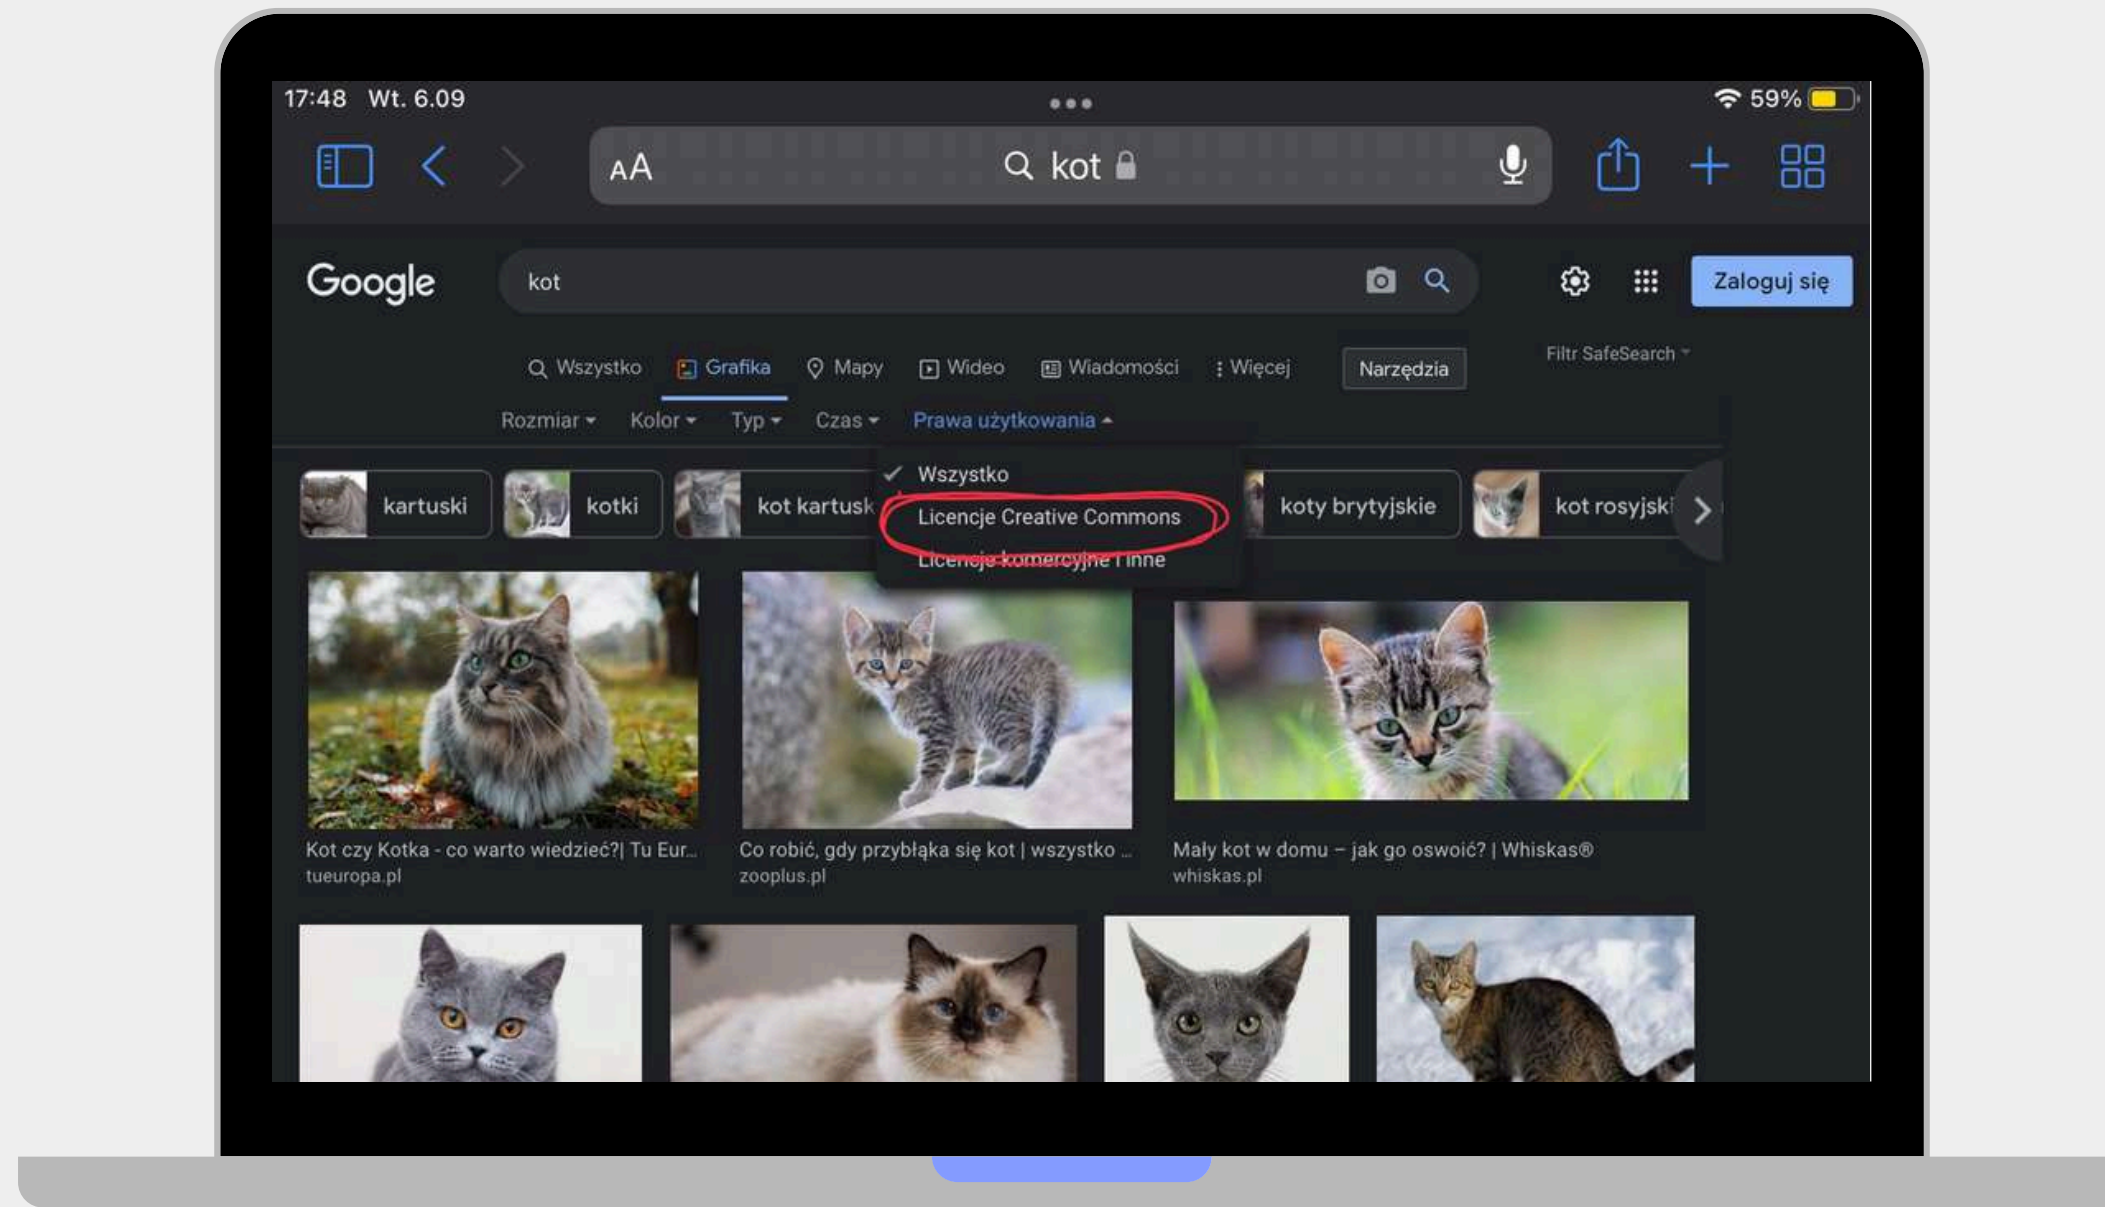 17:48 Wt. 6.09
59%
AA kot
Google kot Zaloguj się
Wszystko Grafika Mapy Wideo Wiadomości Więcej Narzędzia Filtr SafeSearch
Rozmiar Kolor Typ Czas Prawa użytkowania
Wszystko
Licencje Creative Commons
Licencje komercyjne i inne
kartuski kotki kot kartusk koty brytyjskie kot rosyjski
Kot czy Kotka - co warto wiedzieć?| Tu Eur...
tueuropa.pl
Co robić, gdy przybłąka się kot | wszystko ...
zooplus.pl
Mały kot w domu – jak go oswoić? | Whiskas®
whiskas.pl